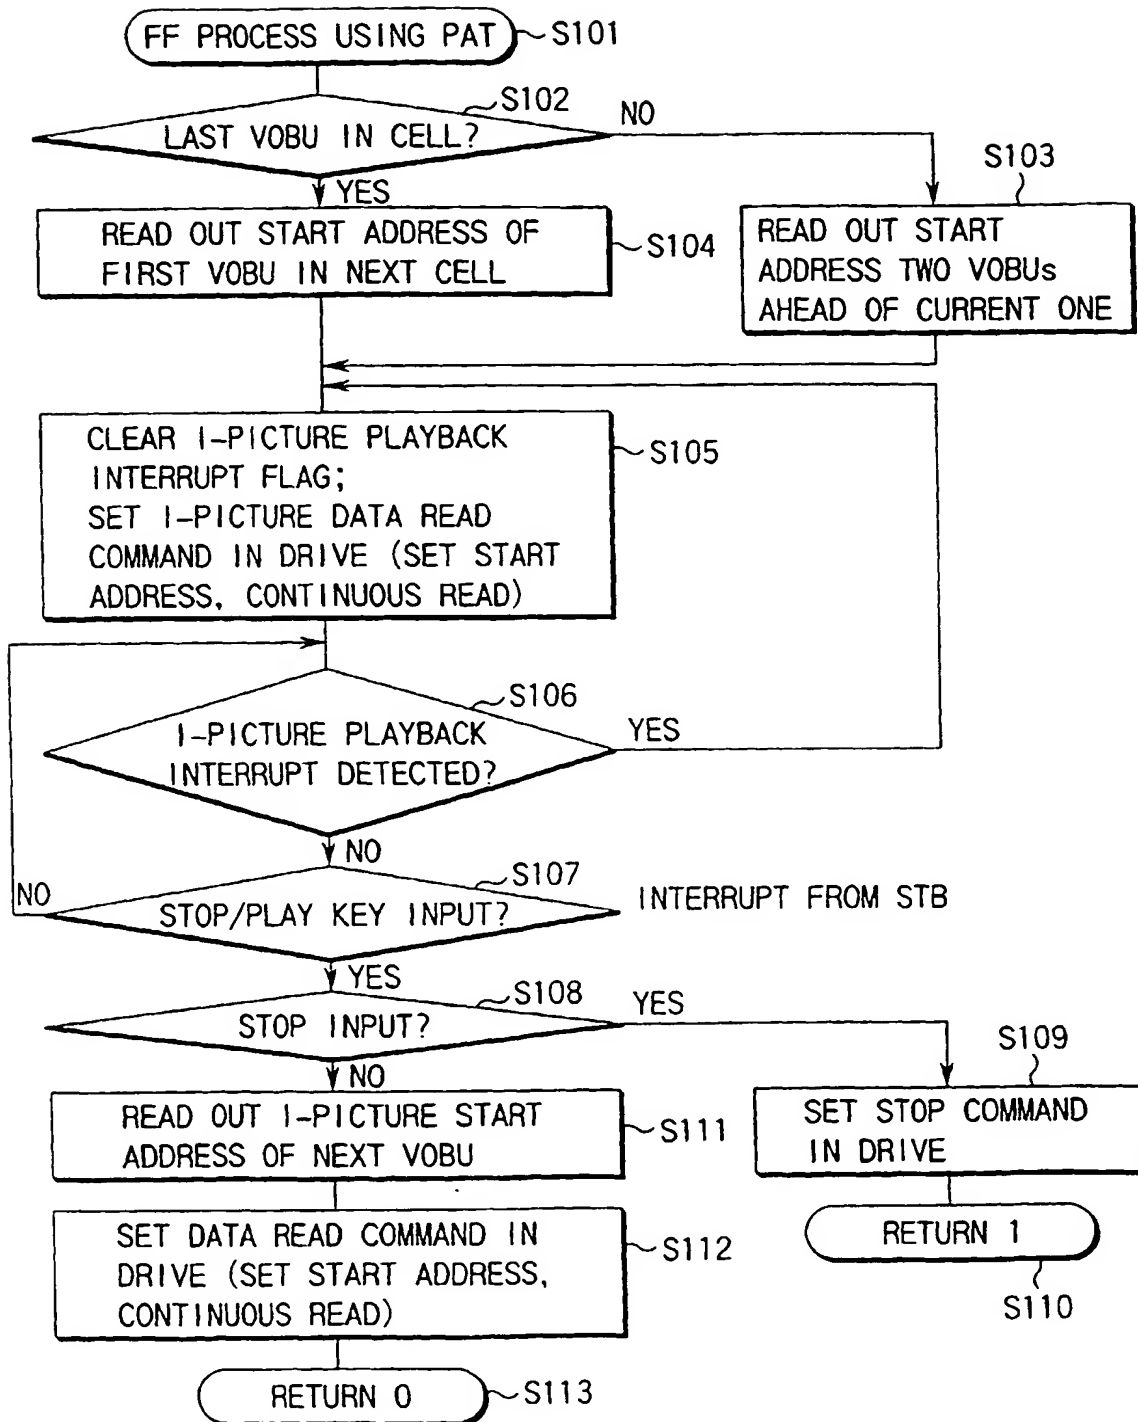 FF PROCESS USING PAT
S101
S102
LAST VOBU IN CELL?
NO
YES
S103
READ OUT START
ADDRESS TWO VOBUs
AHEAD OF CURRENT ONE
READ OUT START ADDRESS OF
FIRST VOBU IN NEXT CELL
S104
CLEAR I-PICTURE PLAYBACK
INTERRUPT FLAG;
SET I-PICTURE DATA READ
COMMAND IN DRIVE (SET START
ADDRESS, CONTINUOUS READ)
S105
S106
I-PICTURE PLAYBACK
INTERRUPT DETECTED?
YES
NO
S107
NO
STOP/PLAY KEY INPUT?
INTERRUPT FROM STB
YES
S108
STOP INPUT?
YES
NO
S109
SET STOP COMMAND
IN DRIVE
READ OUT I-PICTURE START
ADDRESS OF NEXT VOBU
S111
RETURN 1
S110
SET DATA READ COMMAND IN
DRIVE (SET START ADDRESS,
CONTINUOUS READ)
S112
RETURN 0
S113